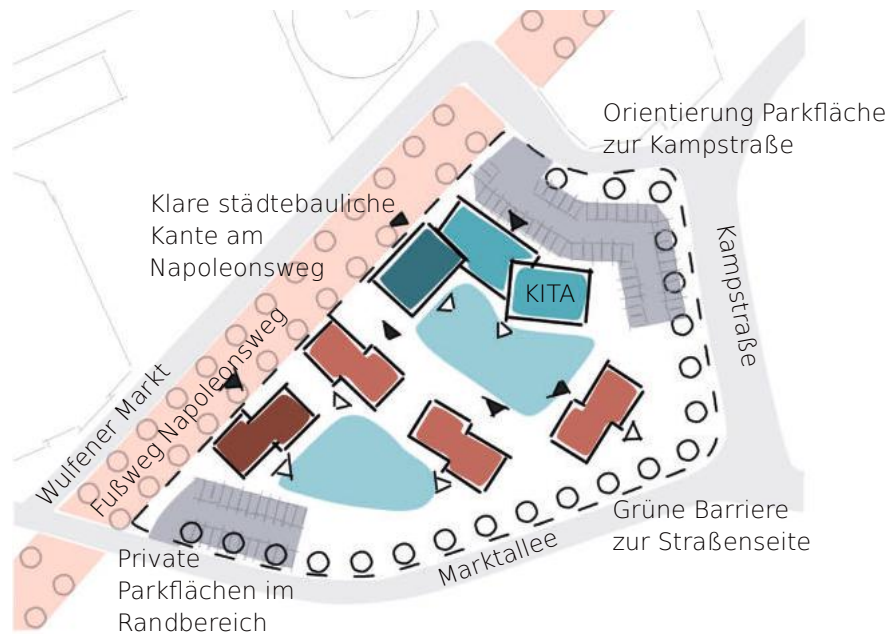 Orientierung Parkfläche
zur Kampstraße
Klare städtebauliche
Kante am
Napoleonsweg
Kampstraße
KITA
Wulfener Markt
Fußweg Napoleonsweg
Grüne Barriere
zur Straßenseite
Marktallee
Private
Parkflächen im
Randbereich